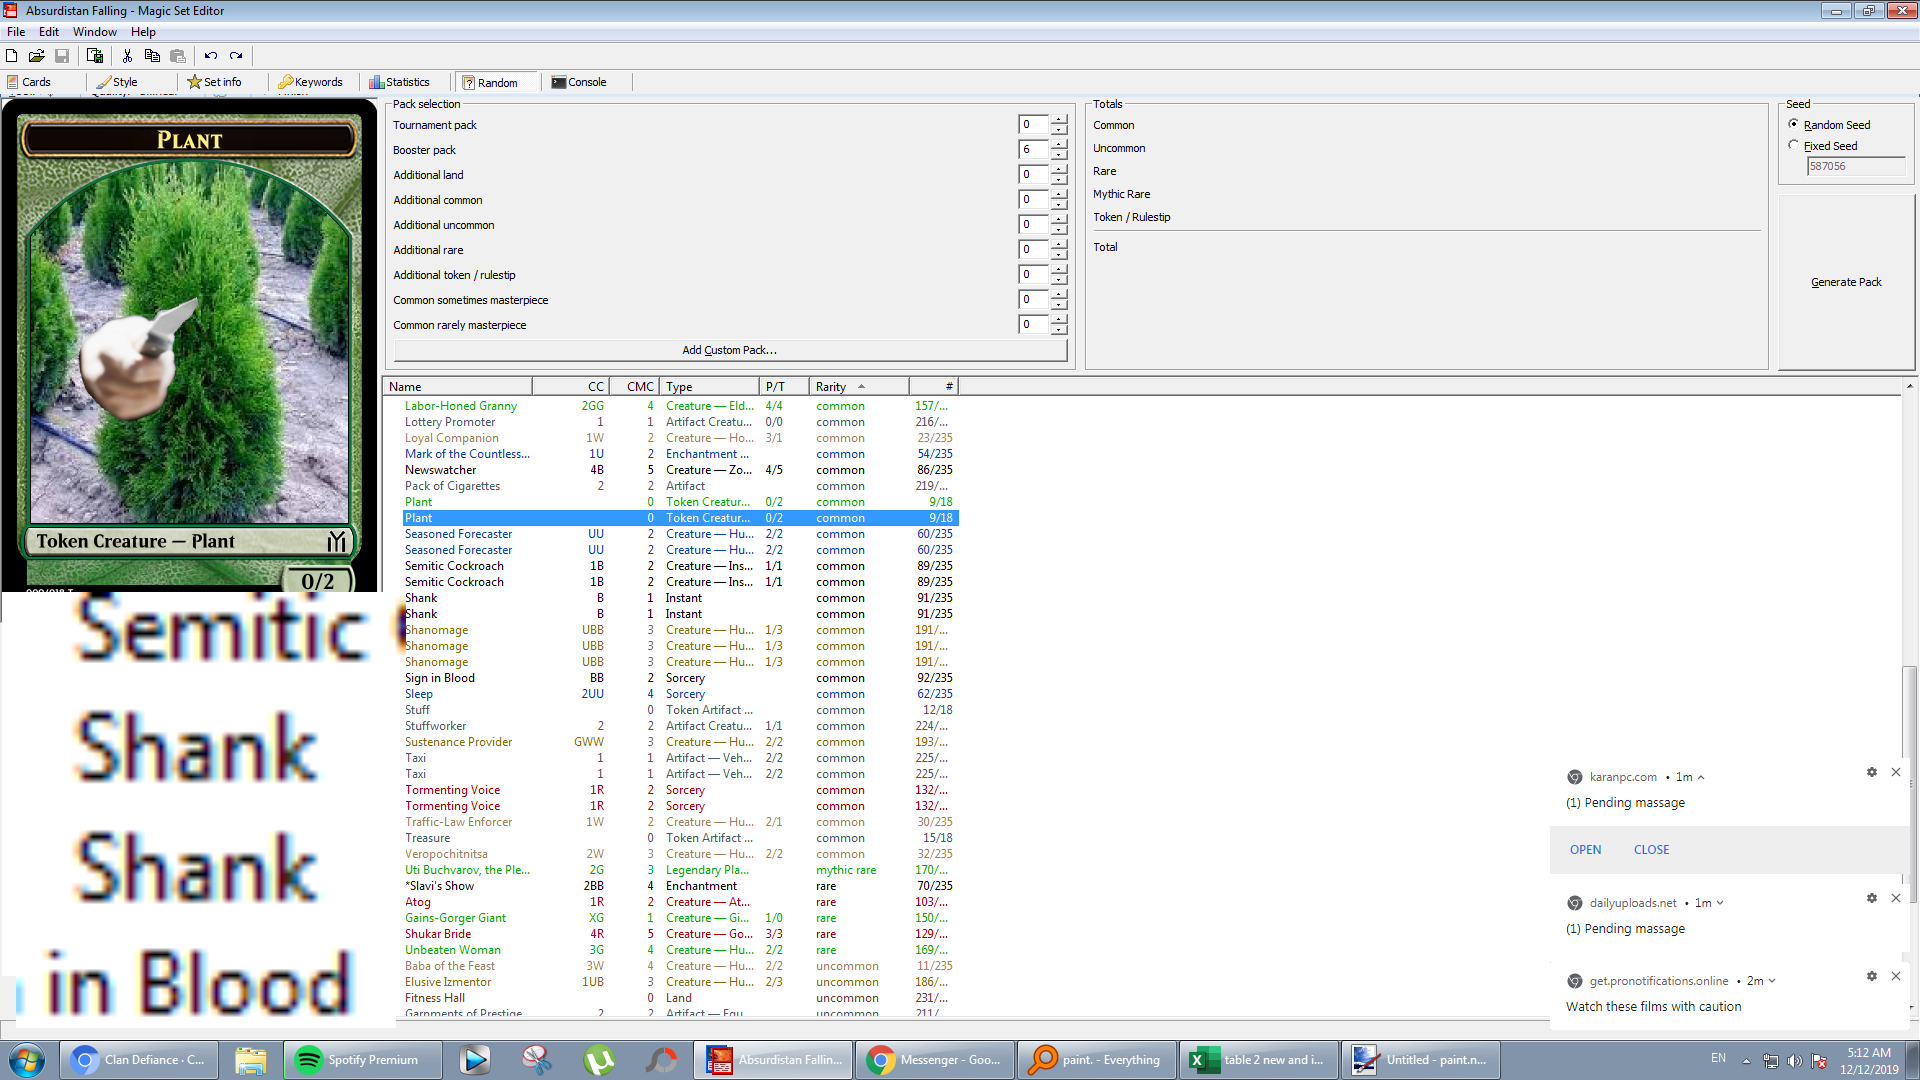 Absurdistan Falling - Magic Set Editor
File Edit Window Help
Cards Style Set info Keywords Statistics Random Console
PLANT
Token Creature — Plant
0/2
Semitic
Shank
Shank
in Blood
Pack selection
Tournament pack 0
Booster pack 6
Additional land 0
Additional common 0
Additional uncommon 0
Additional rare 0
Additional token / rulestip 0
Common sometimes masterpiece 0
Common rarely masterpiece 0
Add Custom Pack...
Totals
Common
Uncommon
Rare
Mythic Rare
Token / Rulestip
Total
Seed
Random Seed
Fixed Seed
587056
Generate Pack
Name CC CMC Type P/T Rarity #
Labor-Honed Granny 2GG 4 Creature — Eld... 4/4 common 157/...
Lottery Promoter 1 1 Artifact Creatu... 0/0 common 216/...
Loyal Companion 1W 2 Creature — Ho... 3/1 common 23/235
Mark of the Countless... 1U 2 Enchantment ... common 54/235
Newswatcher 4B 5 Creature — Zo... 4/5 common 86/235
Pack of Cigarettes 2 2 Artifact common 219/...
Plant 0 Token Creatur... 0/2 common 9/18
Plant 0 Token Creatur... 0/2 common 9/18
Seasoned Forecaster UU 2 Creature — Hu... 2/2 common 60/235
Seasoned Forecaster UU 2 Creature — Hu... 2/2 common 60/235
Semitic Cockroach 1B 2 Creature — Ins... 1/1 common 89/235
Semitic Cockroach 1B 2 Creature — Ins... 1/1 common 89/235
Shank B 1 Instant common 91/235
Shank B 1 Instant common 91/235
Shanomage UBB 3 Creature — Hu... 1/3 common 191/...
Shanomage UBB 3 Creature — Hu... 1/3 common 191/...
Shanomage UBB 3 Creature — Hu... 1/3 common 191/...
Sign in Blood BB 2 Sorcery common 92/235
Sleep 2UU 4 Sorcery common 62/235
Stuff 0 Token Artifact ... common 12/18
Stuffworker 2 2 Artifact Creatu... 1/1 common 224/...
Sustenance Provider GWW 3 Creature — Hu... 2/2 common 193/...
Taxi 1 1 Artifact — Veh... 2/2 common 225/...
Taxi 1 1 Artifact — Veh... 2/2 common 225/...
Tormenting Voice 1R 2 Sorcery common 132/...
Tormenting Voice 1R 2 Sorcery common 132/...
Traffic-Law Enforcer 1W 2 Creature — Hu... 2/1 common 30/235
Treasure 0 Token Artifact ... common 15/18
Veropochitnitsa 2W 3 Creature — Hu... 2/2 common 32/235
Uti Buchvarov, the Ple... 2G 3 Legendary Pla... mythic rare 170/...
*Slavi's Show 2BB 4 Enchantment rare 70/235
Atog 1R 2 Creature — At... rare 103/...
Gains-Gorger Giant XG 1 Creature — Gi... 1/0 rare 150/...
Shukar Bride 4R 5 Creature — Go... 3/3 rare 129/...
Unbeaten Woman 3G 4 Creature — Hu... 2/2 rare 169/...
Baba of the Feast 3W 4 Creature — Hu... 2/2 uncommon 11/235
Elusive Izmentor 1UB 3 Creature — Hu... 2/3 uncommon 186/...
Fitness Hall 0 Land uncommon 231/...
Garnments of Prestige 2 2 Artifact — Equ... uncommon 211/...
karanpc.com • 1m
(1) Pending massage
OPEN CLOSE
dailyuploads.net • 1m
(1) Pending massage
get.pronotifications.online • 2m
Watch these films with caution
Clan Defiance · C...
Spotify Premium
Absurdistan Fallin...
Messenger - Goo...
paint. - Everything
table 2 new and i...
Untitled - paint.n...
EN
5:12 AM
12/12/2019